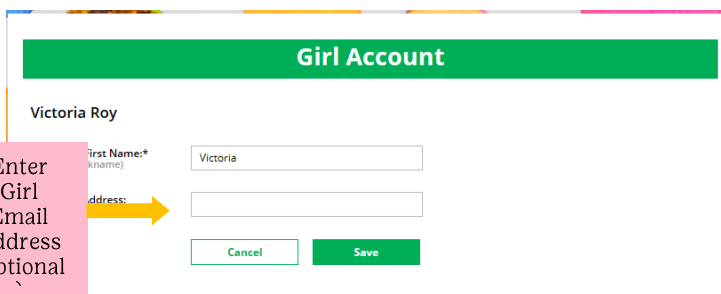 Girl Account
Victoria Roy
First Name:*
kname)
Victoria
Address:
Enter
Girl
Email
ddress
ptional
)
Cancel
Save